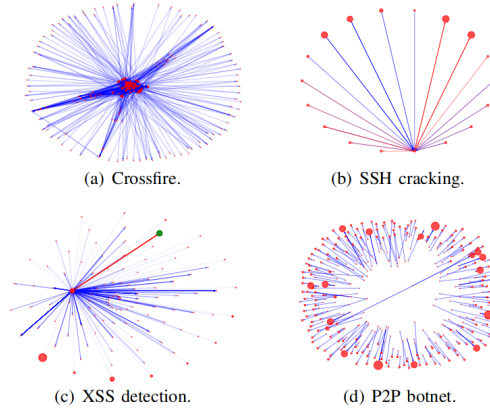 (a) Crossfire.
(b) SSH cracking.
(c) XSS detection.
(d) P2P botnet.